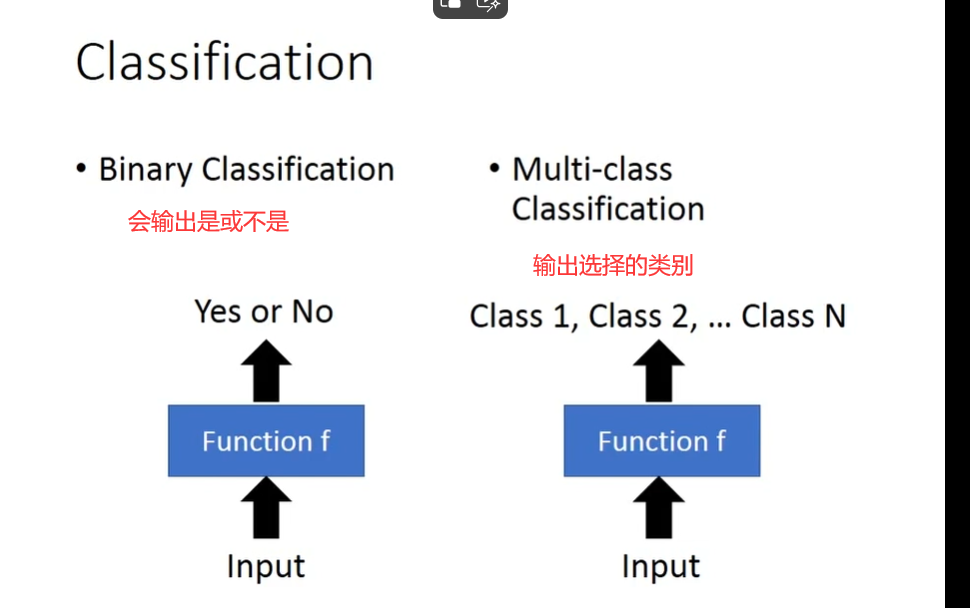 Classification
• Binary Classification
会输出是或不是
Yes or No
Function f
Input
• Multi-class
Classification
输出选择的类别
Class 1, Class 2, ... Class N
Function f
Input